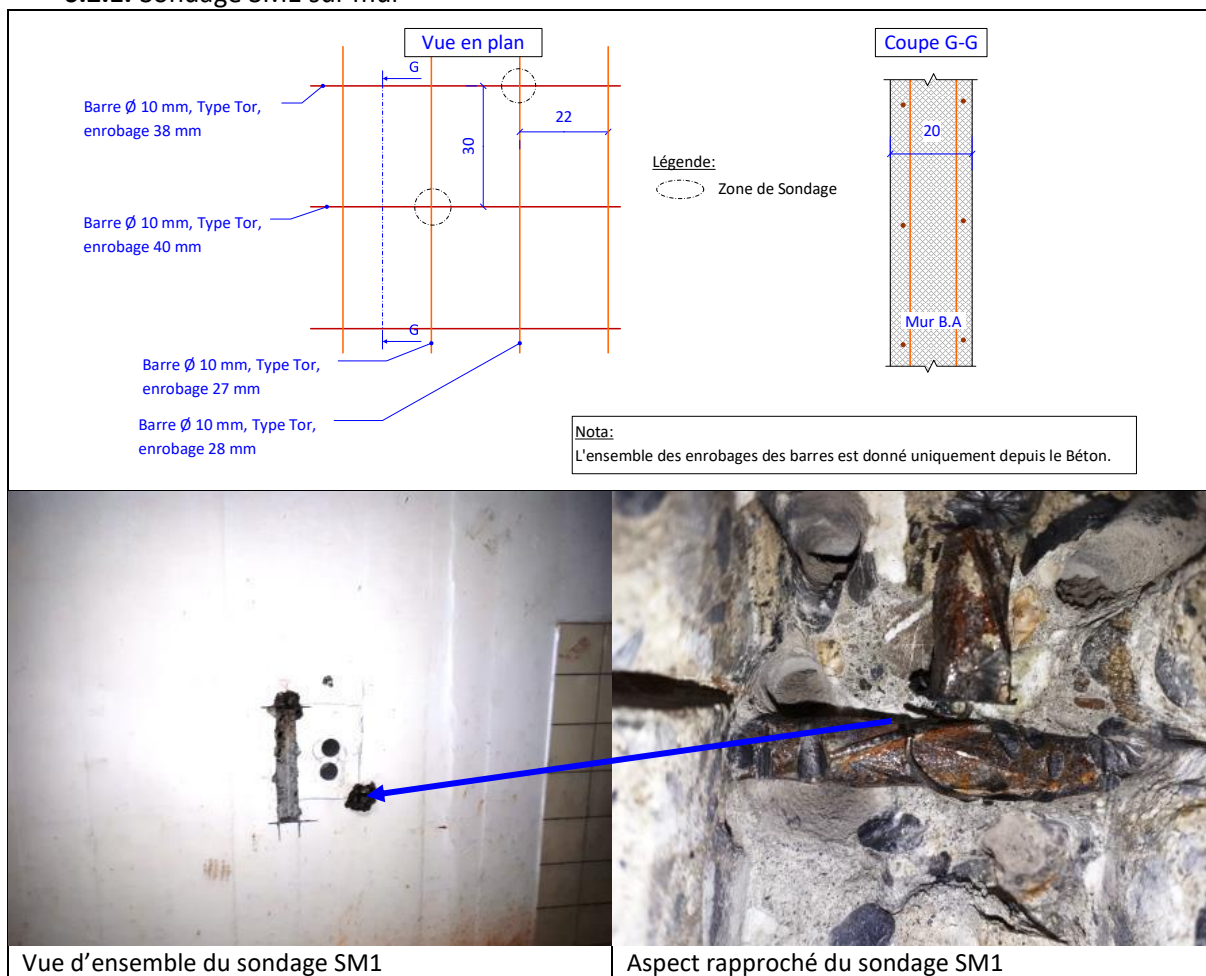 Vue en plan
Coupe G-G
G
Barre Ø 10 mm, Type Tor,
enrobage 38 mm
22
30
20
Légende:
Zone de Sondage
Barre Ø 10 mm, Type Tor,
enrobage 40 mm
G
Mur B.A
Barre Ø 10 mm, Type Tor,
enrobage 27 mm
Barre Ø 10 mm, Type Tor,
enrobage 28 mm
Nota:
L'ensemble des enrobages des barres est donné uniquement depuis le Béton.
Vue d'ensemble du sondage SM1
Aspect rapproché du sondage SM1